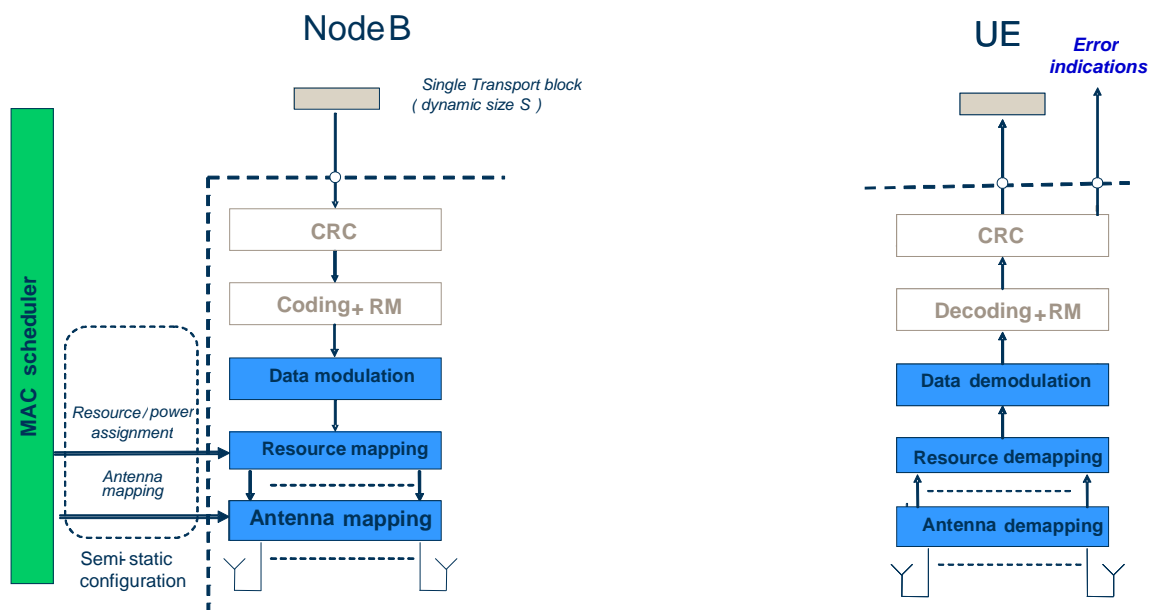 Node B
UE
Error
indications
Single Transport block
( dynamic size S )
MAC scheduler
CRC
Coding+ RM
Data modulation
Resource/power
assignment
Resource mapping
Antenna
mapping
Antenna mapping
Semi-static
configuration
CRC
Decoding+RM
Data demodulation
Resource demapping
Antenna demapping